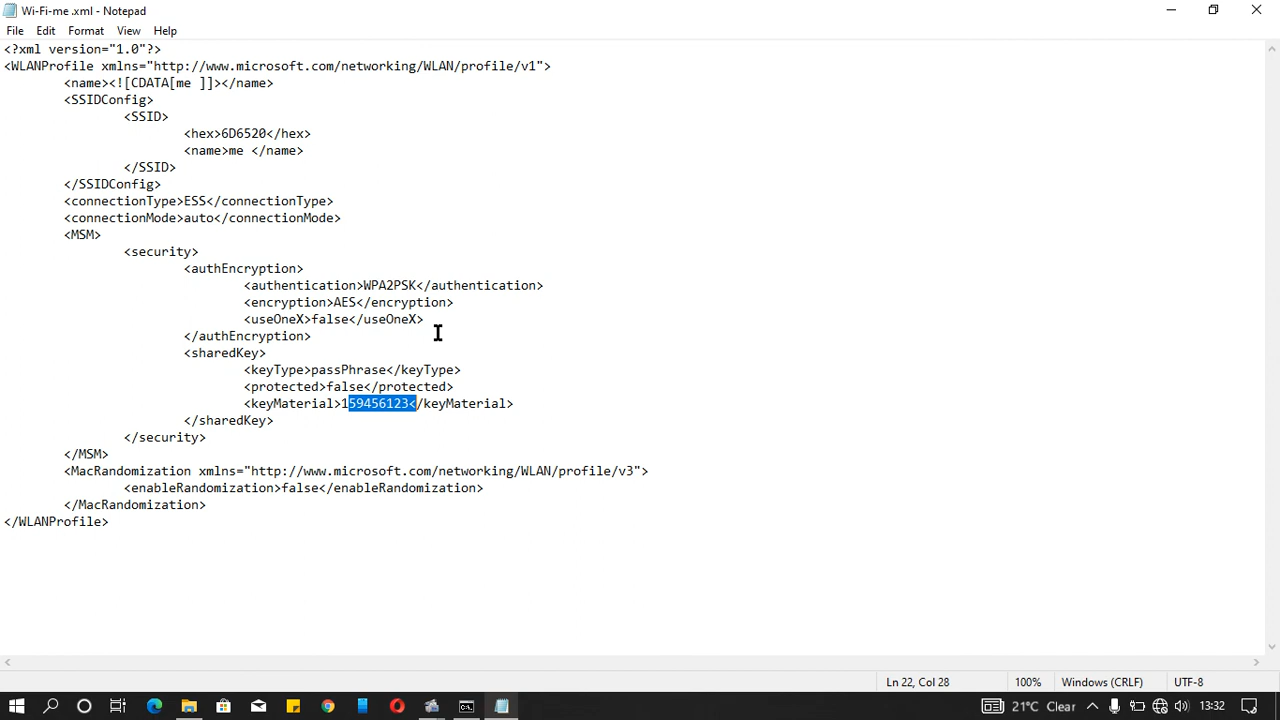 Wi-Fi-me .xml - Notepad
File Edit Format View Help
<?xml version="1.0"?>
<WLANProfile xmlns="http://www.microsoft.com/networking/WLAN/profile/v1">
<name><![CDATA[me ]]></name>
<SSIDConfig>
<SSID>
<hex>6D6520</hex>
<name>me </name>
</SSID>
</SSIDConfig>
<connectionType>ESS</connectionType>
<connectionMode>auto</connectionMode>
<MSM>
<security>
<authEncryption>
<authentication>WPA2PSK</authentication>
<encryption>AES</encryption>
<useOneX>false</useOneX>
</authEncryption>
<sharedKey>
<keyType>passPhrase</keyType>
<protected>false</protected>
<keyMaterial>159456123</keyMaterial>
</sharedKey>
</security>
</MSM>
<MacRandomization xmlns="http://www.microsoft.com/networking/WLAN/profile/v3">
<enableRandomization>false</enableRandomization>
</MacRandomization>
</WLANProfile>
Ln 22, Col 28 100% Windows (CRLF) UTF-8
21°C Clear 13:32